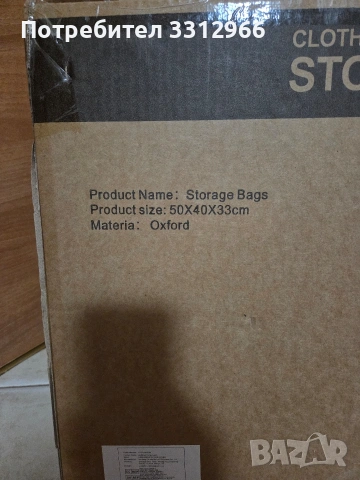 Потребител 3312966
CLOTH
STO
Product Name: Storage Bags
Product size: 50X40X33cm
Materia: Oxford
BAZAR